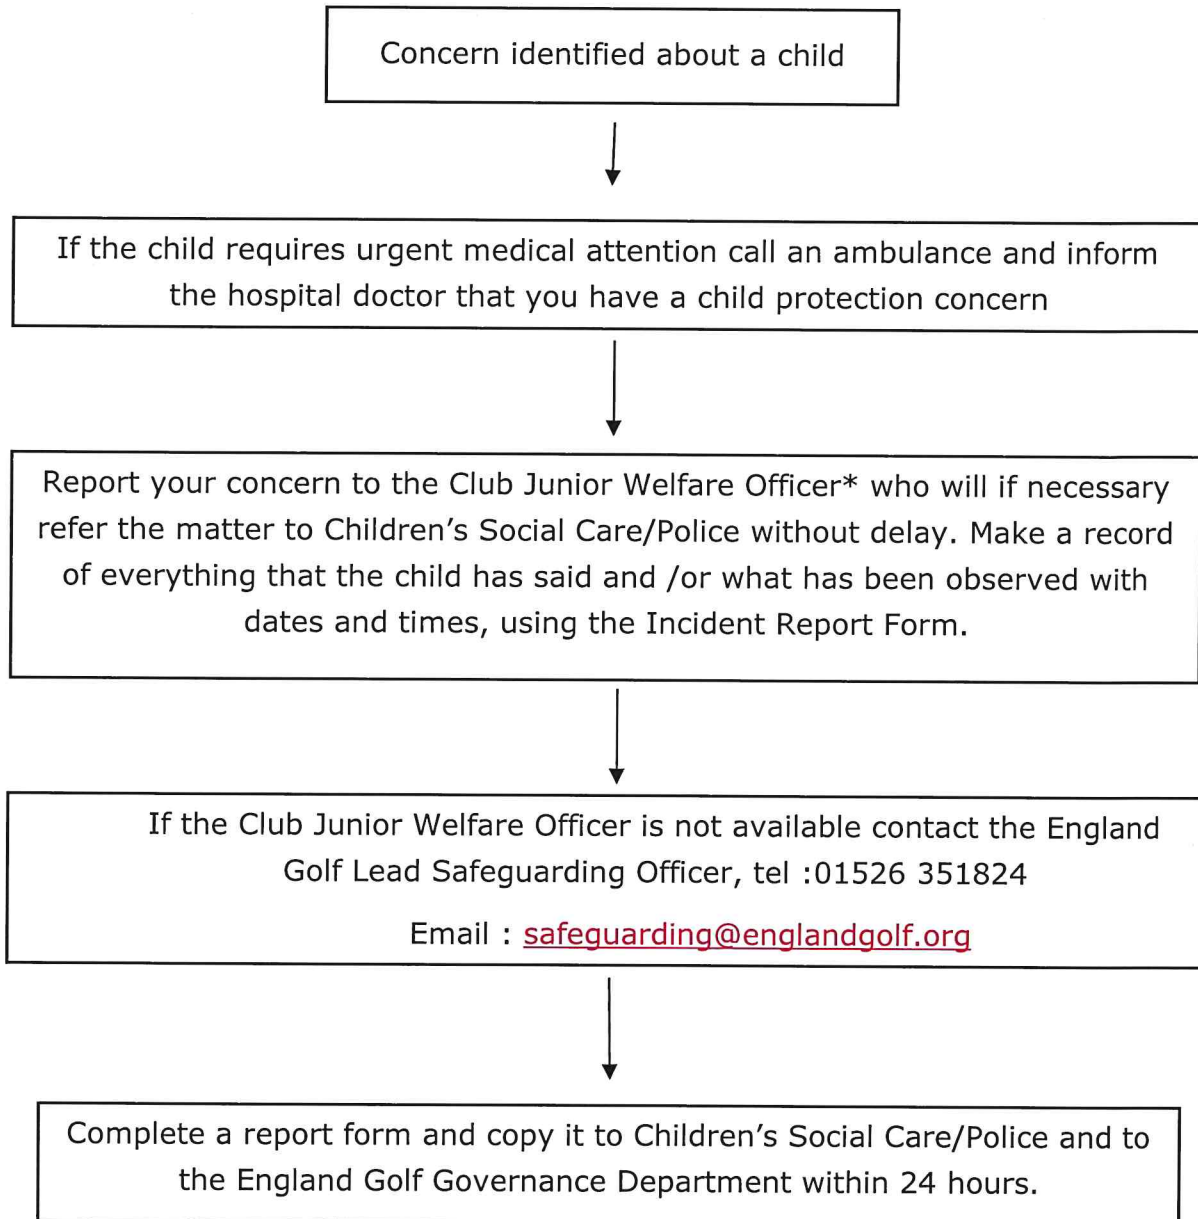 Concern identified about a child
If the child requires urgent medical attention call an ambulance and inform
the hospital doctor that you have a child protection concern
Report your concern to the Club Junior Welfare Officer* who will if necessary
refer the matter to Children’s Social Care/Police without delay. Make a record
of everything that the child has said and /or what has been observed with
dates and times, using the Incident Report Form.
If the Club Junior Welfare Officer is not available contact the England
Golf Lead Safeguarding Officer, tel :01526 351824
Email : safeguarding@englandgolf.org
Complete a report form and copy it to Children’s Social Care/Police and to
the England Golf Governance Department within 24 hours.